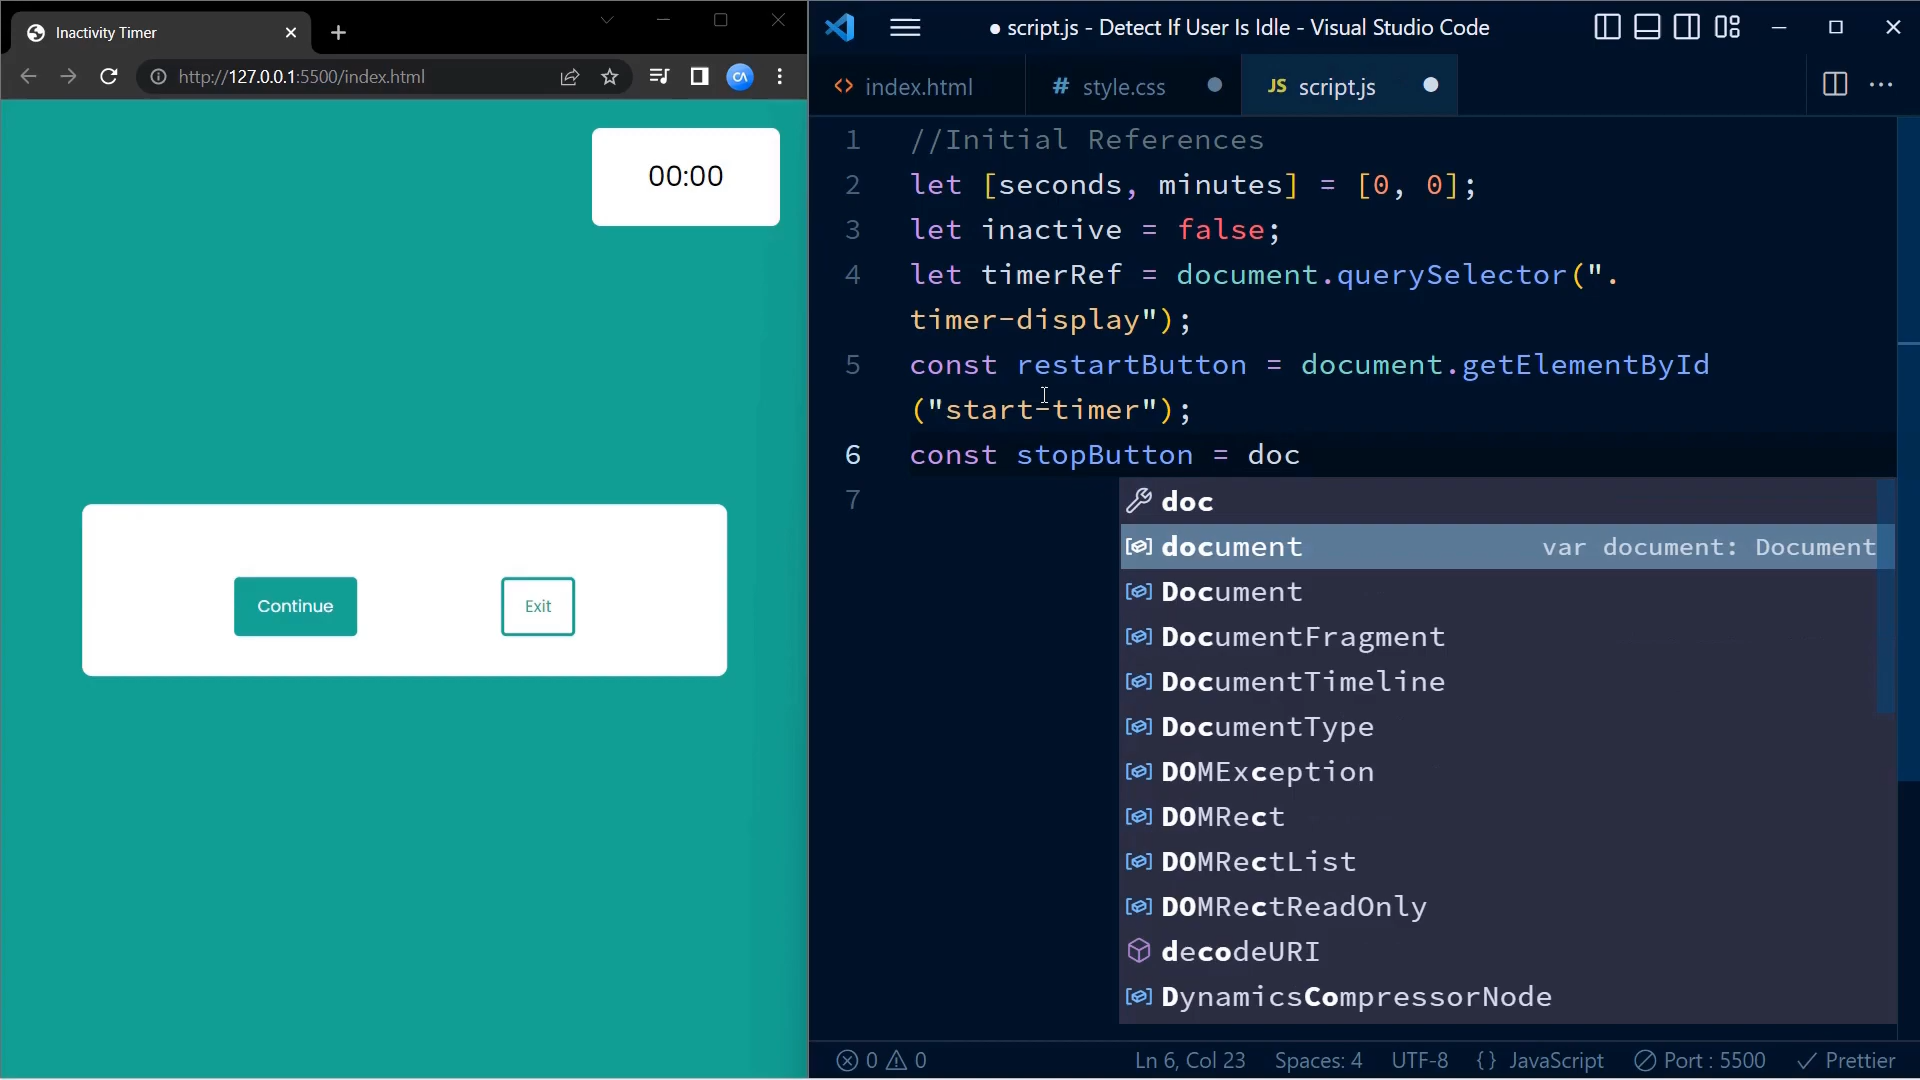 Inactivity Timer
http://127.0.0.1:5500/index.html
CA
00:00
Continue
Exit
● script.js - Detect If User Is Idle - Visual Studio Code
<> index.html
# style.css
JS script.js
1 //Initial References
2 let [seconds, minutes] = [0, 0];
3 let inactive = false;
4 let timerRef = document.querySelector(".
timer-display");
5 const restartButton = document.getElementById
("start-timer");
6 const stopButton = doc
7
doc
document var document: Document
Document
DocumentFragment
DocumentTimeline
DocumentType
DOMException
DOMRect
DOMRectList
DOMRectReadOnly
decodeURI
DynamicsCompressorNode
0 0 Ln 6, Col 23 Spaces: 4 UTF-8 {} JavaScript Port : 5500 Prettier